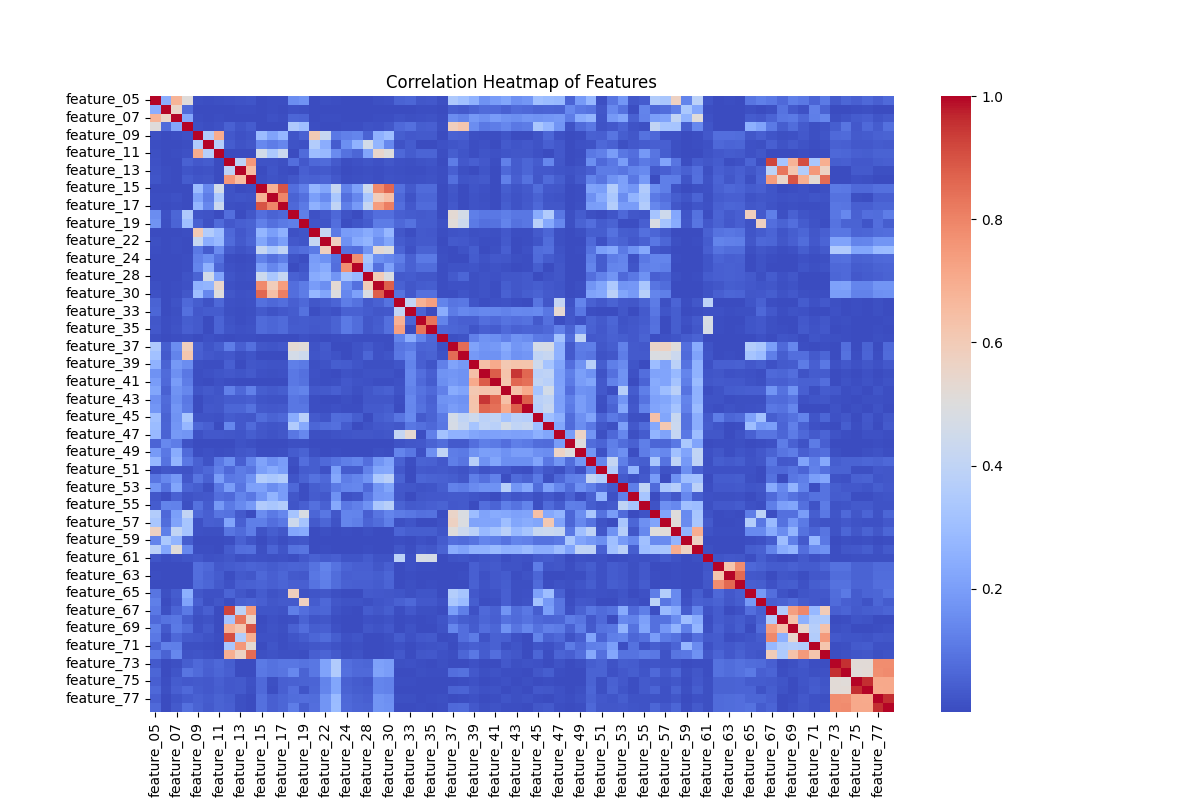 Correlation Heatmap of Features
feature_05
feature_07
feature_09
feature_11
feature_13
feature_15
feature_17
feature_19
feature_22
feature_24
feature_28
feature_30
feature_33
feature_35
feature_37
feature_39
feature_41
feature_43
feature_45
feature_47
feature_49
feature_51
feature_53
feature_55
feature_57
feature_59
feature_61
feature_63
feature_65
feature_67
feature_69
feature_71
feature_73
feature_75
feature_77
feature_05
feature_07
feature_09
feature_11
feature_13
feature_15
feature_17
feature_19
feature_22
feature_24
feature_28
feature_30
feature_33
feature_35
feature_37
feature_39
feature_41
feature_43
feature_45
feature_47
feature_49
feature_51
feature_53
feature_55
feature_57
feature_59
feature_61
feature_63
feature_65
feature_67
feature_69
feature_71
feature_73
feature_75
feature_77
1.0
0.8
0.6
0.4
0.2